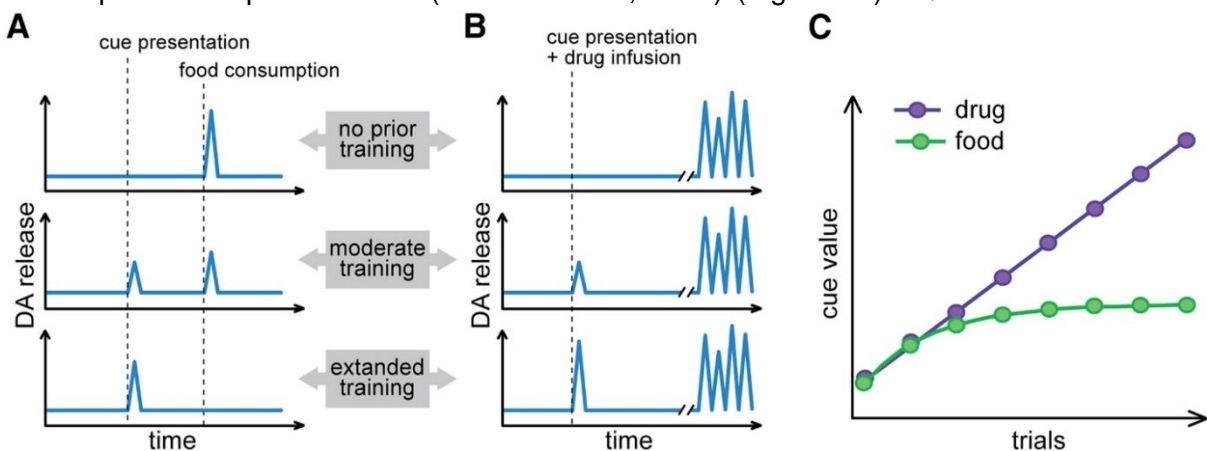 A
cue presentation
food consumption
B
cue presentation
+ drug infusion
C
drug
food
no prior
training
moderate
training
extanded
training
DA release
time
DA release
time
cue value
trials